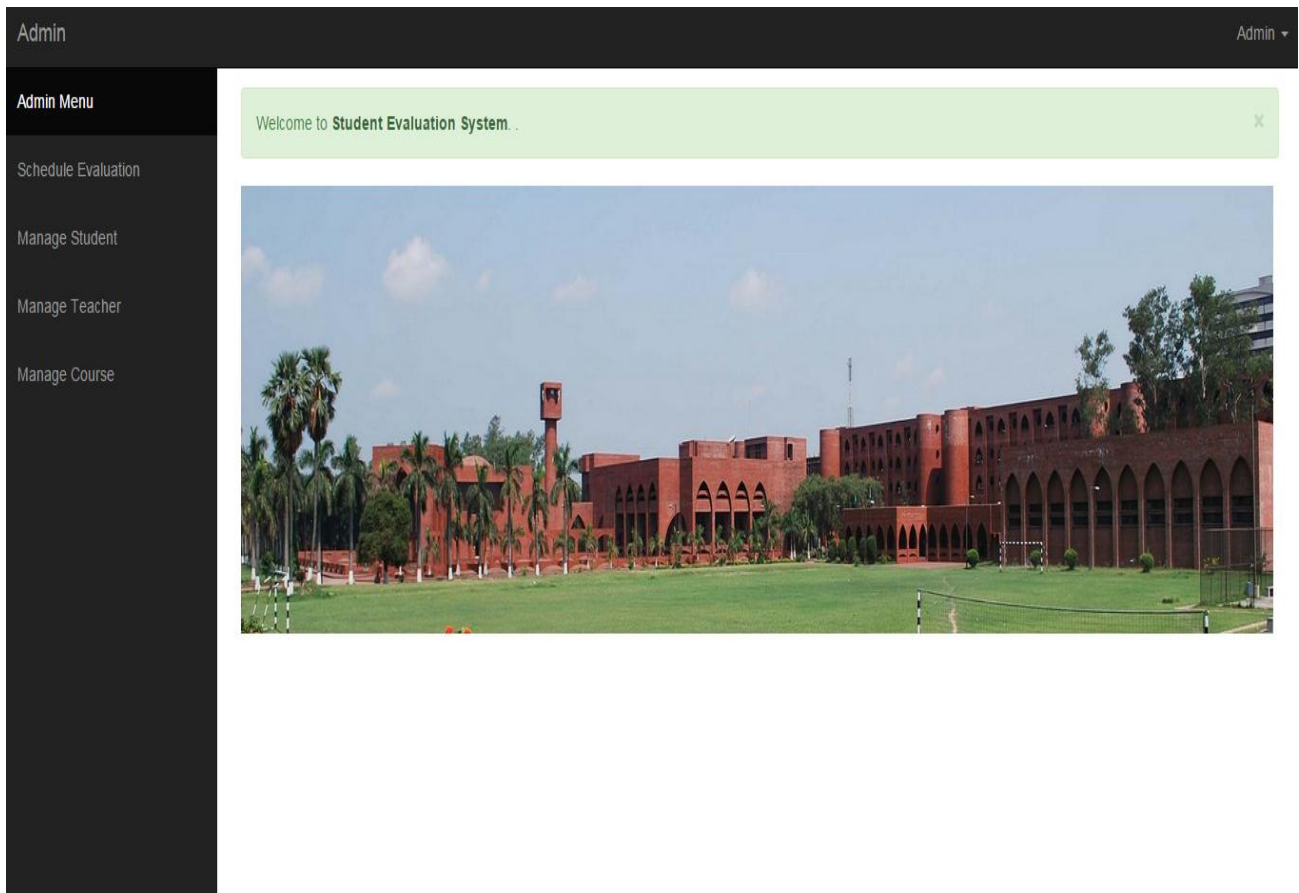 Admin
Admin
Admin Menu
Schedule Evaluation
Manage Student
Manage Teacher
Manage Course
Welcome to Student Evaluation System. .
×